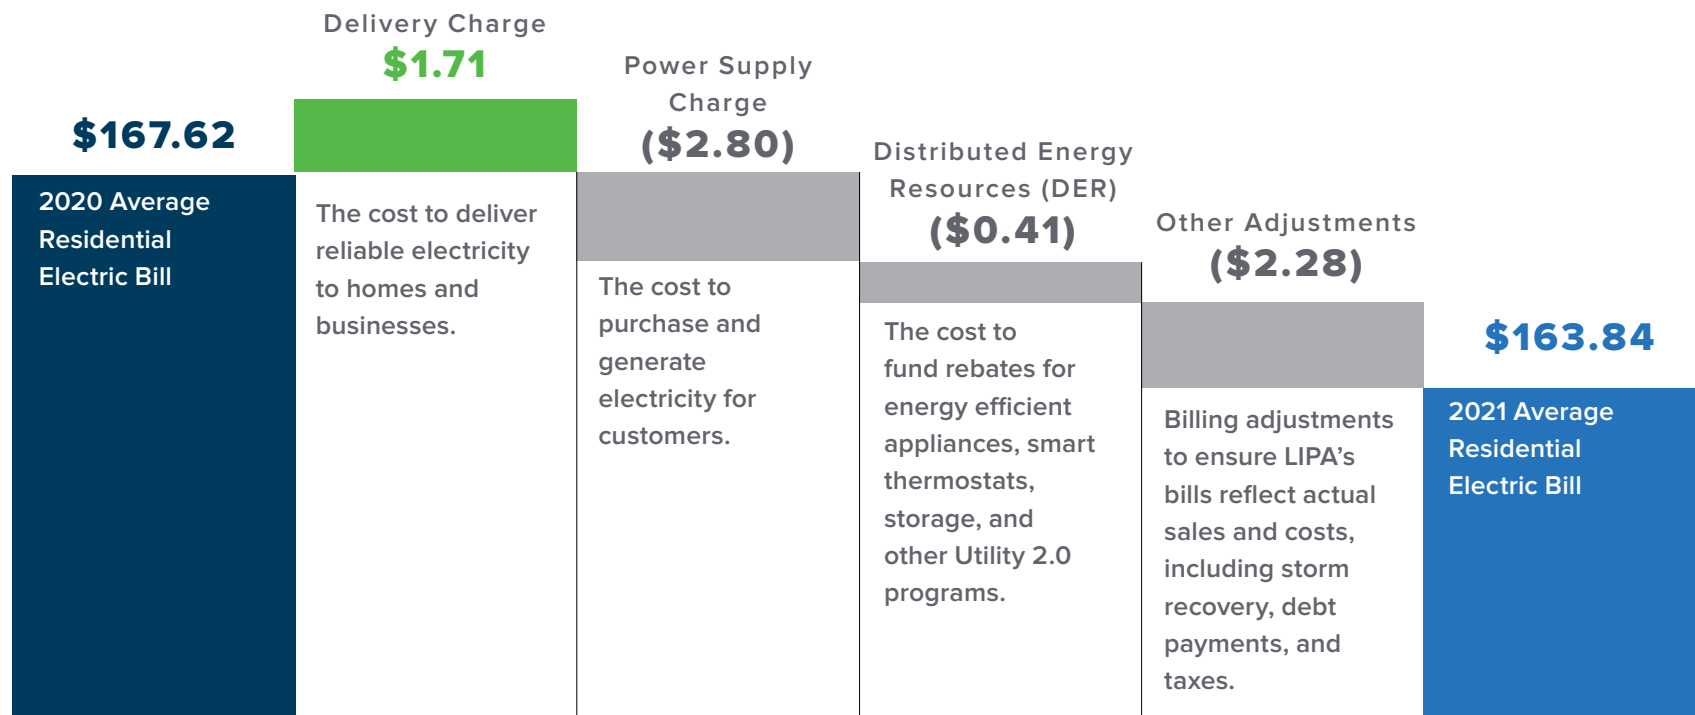 $167.62
2020 Average
Residential
Electric Bill
Delivery Charge
$1.71
The cost to deliver
reliable electricity
to homes and
businesses.
Power Supply
Charge
($2.80)
The cost to
purchase and
generate
electricity for
customers.
Distributed Energy
Resources (DER)
($0.41)
The cost to
fund rebates for
energy efficient
appliances, smart
thermostats,
storage, and
other Utility 2.0
programs.
Other Adjustments
($2.28)
Billing adjustments
to ensure LIPA’s
bills reflect actual
sales and costs,
including storm
recovery, debt
payments, and
taxes.
$163.84
2021 Average
Residential
Electric Bill